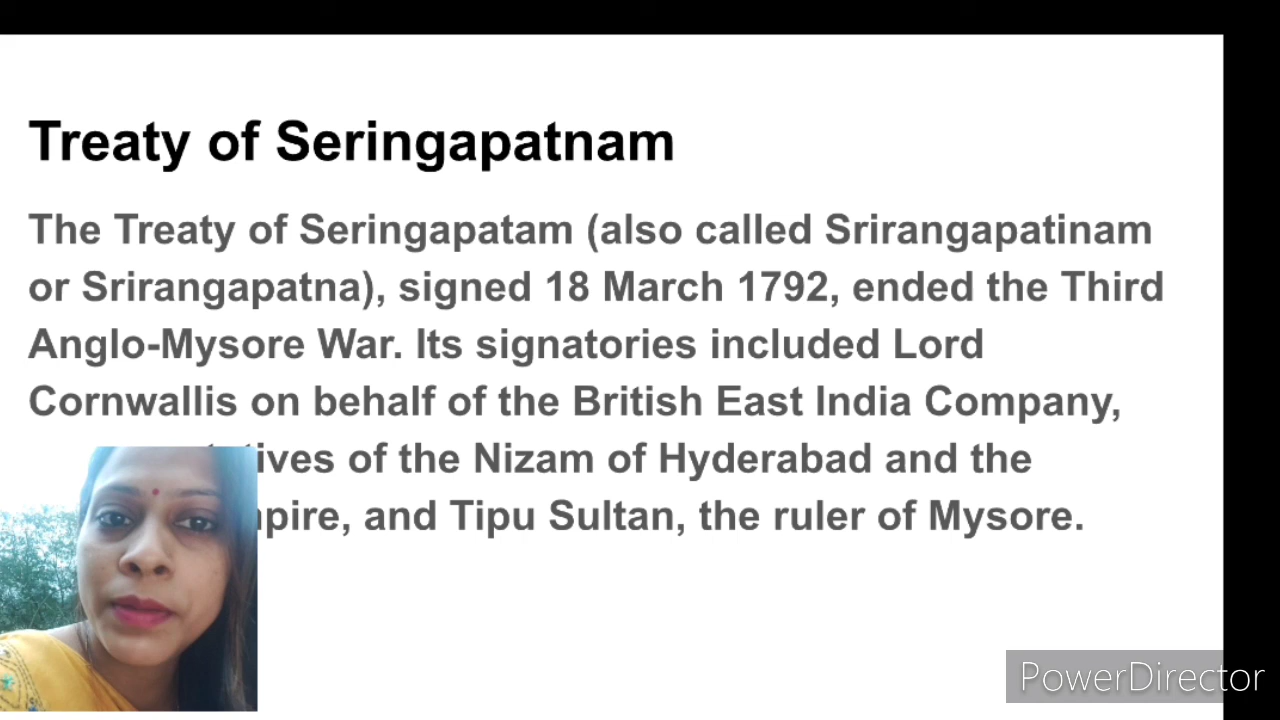 Treaty of Seringapatnam
The Treaty of Seringapatam (also called Srirangapatinam
or Srirangapatna), signed 18 March 1792, ended the Third
Anglo-Mysore War. Its signatories included Lord
Cornwallis on behalf of the British East India Company,
of the Nizam of Hyderabad and the
and Tipu Sultan, the ruler of Mysore.
PowerDirector